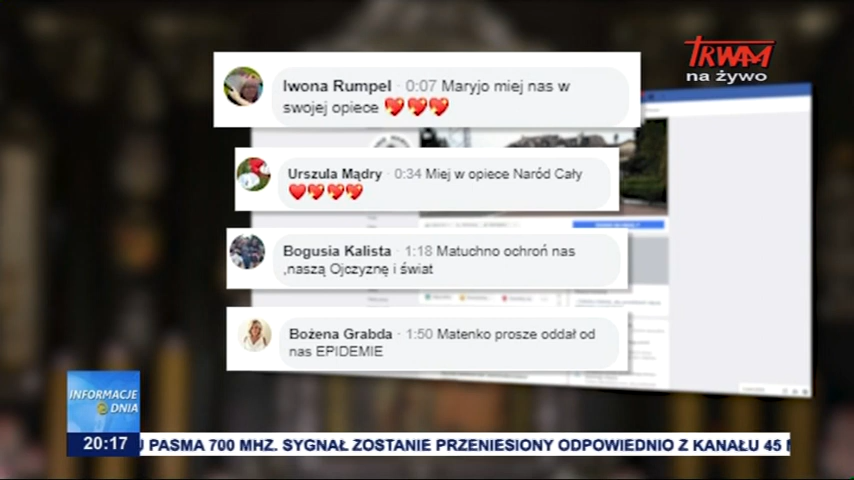 TRWAM
na żywo
Iwona Rumpel · 0:07 Maryjo miej nas w
swojej opiece
Urszula Mądry · 0:34 Miej w opiece Naród Cały
Bogusia Kalista · 1:18 Matuchno ochroń nas
,naszą Ojczyznę i świat
Bożena Grabda · 1:50 Matenko prosze oddał od
nas EPIDEMIE
INFORMACJE
DNIA
20:17
U PASMA 700 MHZ. SYGNAŁ ZOSTANIE PRZENIESIONY ODPOWIEDNIO Z KANAŁU 45